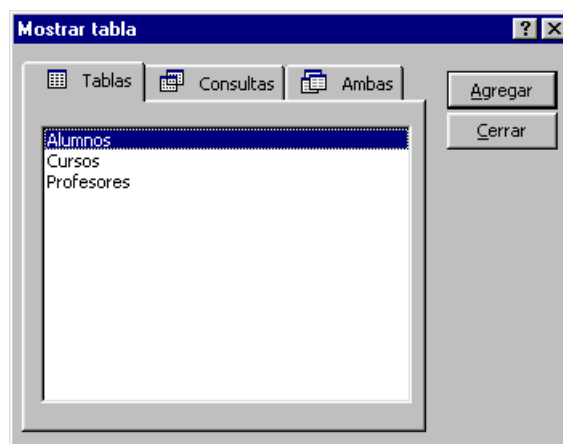 Mostrar tabla
Tablas Consultas Ambas
Agregar
Cerrar
Alumnos
Cursos
Profesores